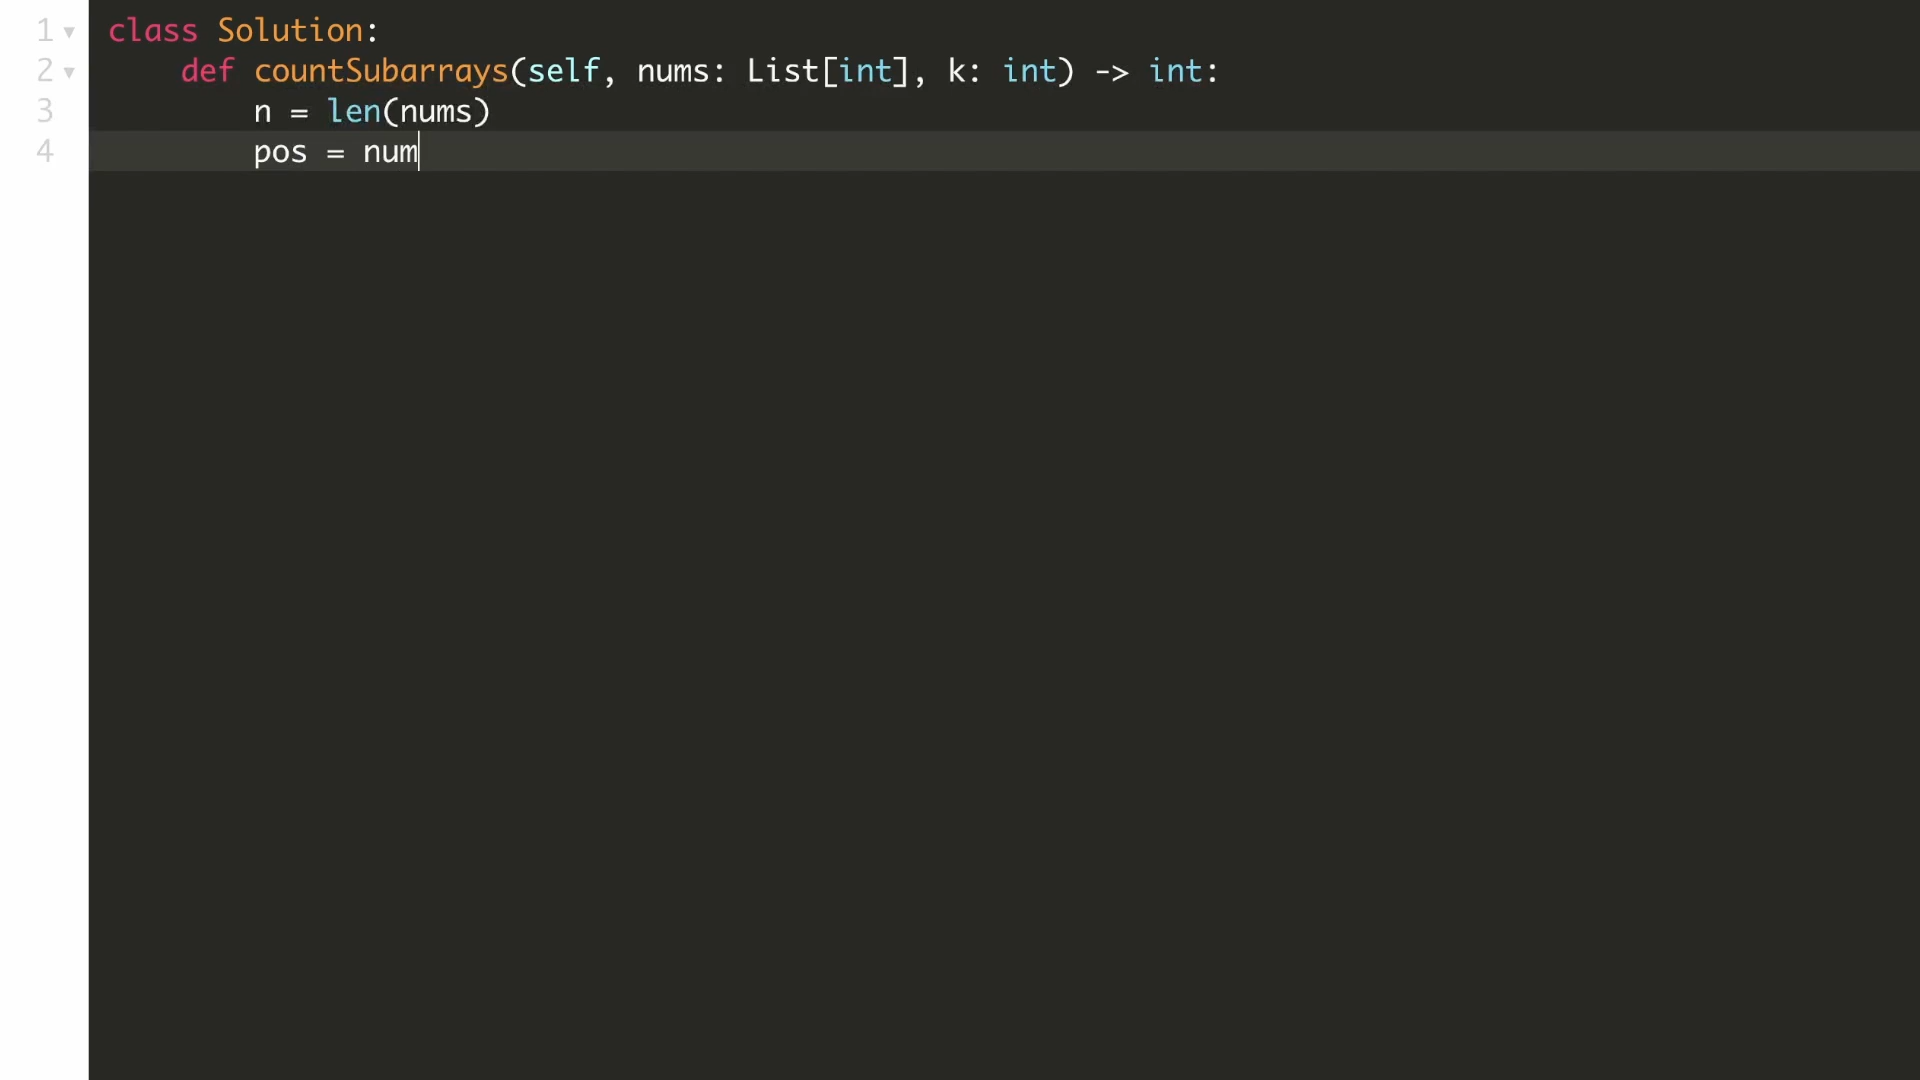 1 class Solution:
2 def countSubarrays(self, nums: List[int], k: int) -> int:
3 n = len(nums)
4 pos = num